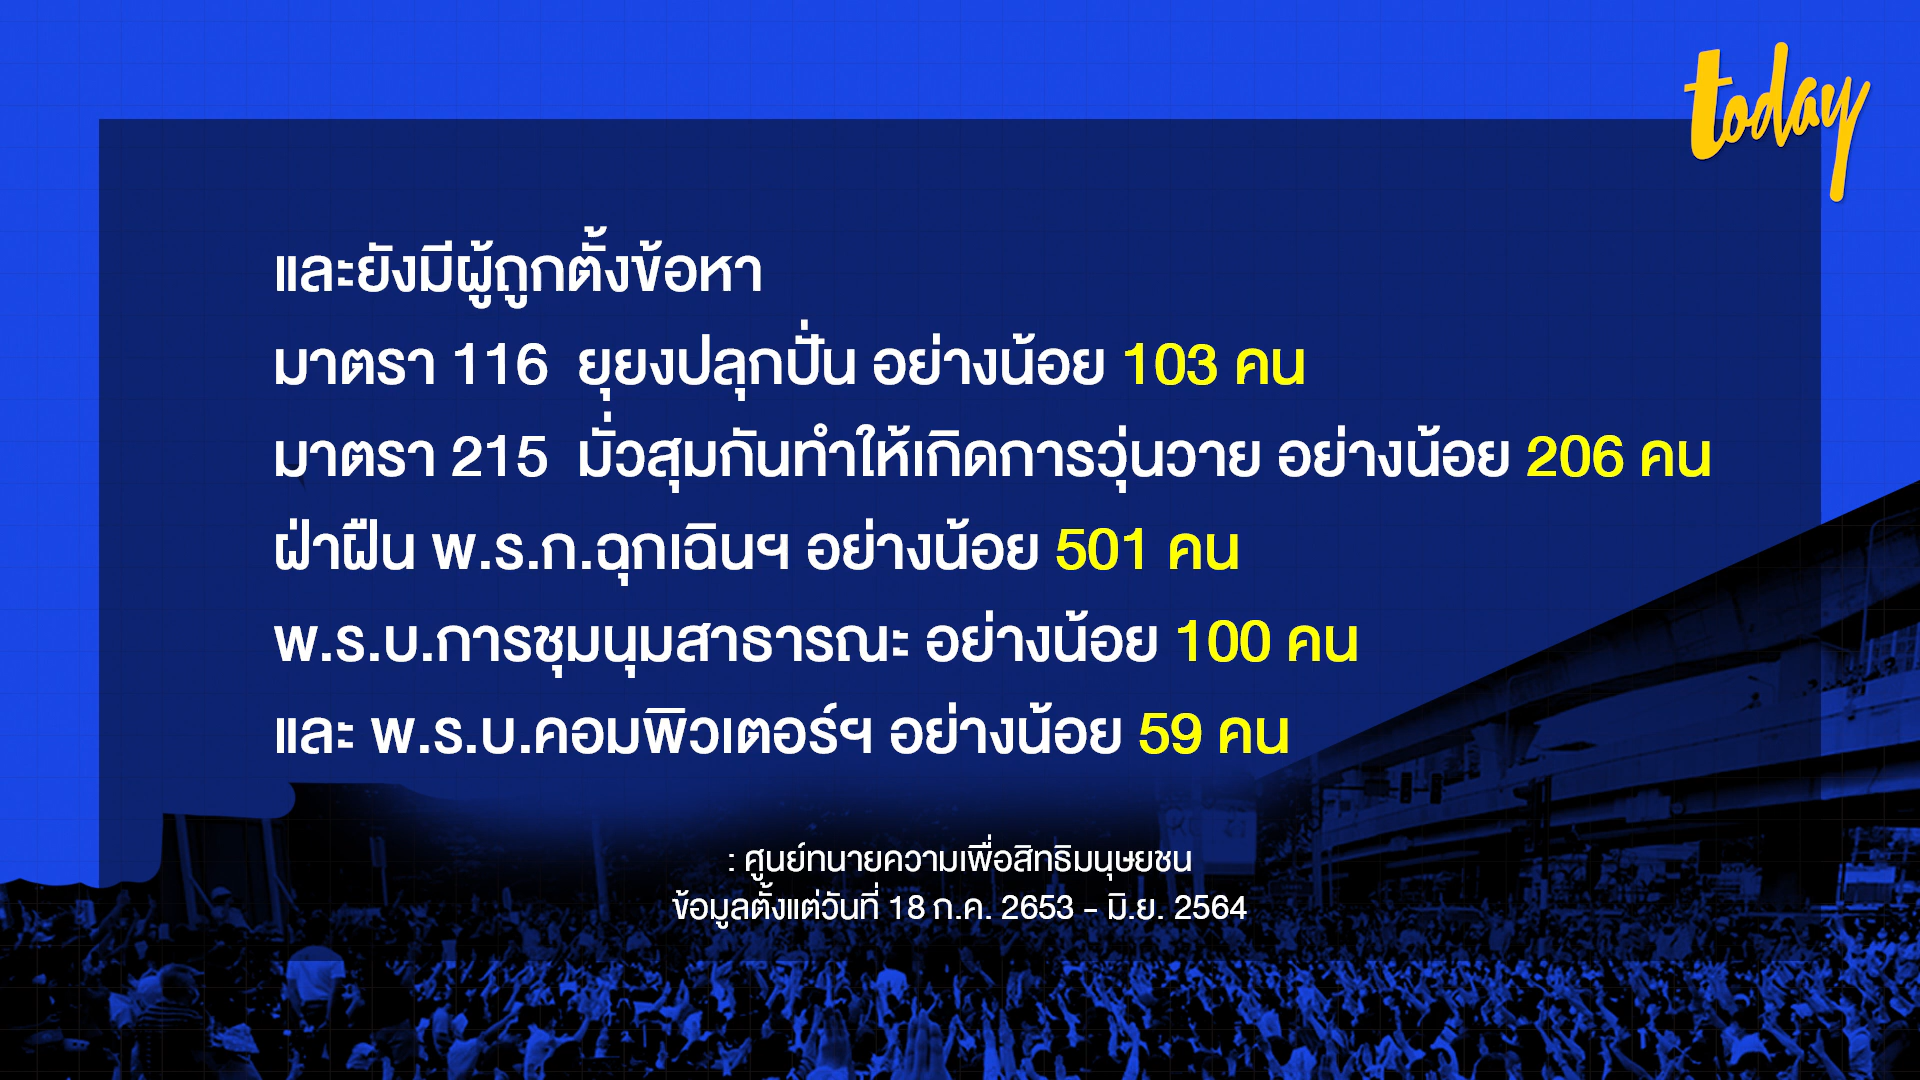 today
และยังมีผู้ถูกตั้งข้อหา
มาตรา 116  ยุยงปลุกปั่น อย่างน้อย 103 คน
มาตรา 215  มั่วสุมกันทำให้เกิดการวุ่นวาย อย่างน้อย 206 คน
ฝ่าฝืน พ.ร.ก.ฉุกเฉินฯ อย่างน้อย 501 คน
พ.ร.บ.การชุมนุมสาธารณะ อย่างน้อย 100 คน
และ พ.ร.บ.คอมพิวเตอร์ฯ อย่างน้อย 59 คน
: ศูนย์ทนายความเพื่อสิทธิมนุษยชน
ข้อมูลตั้งแต่วันที่ 18 ก.ค. 2653 - มิ.ย. 2564